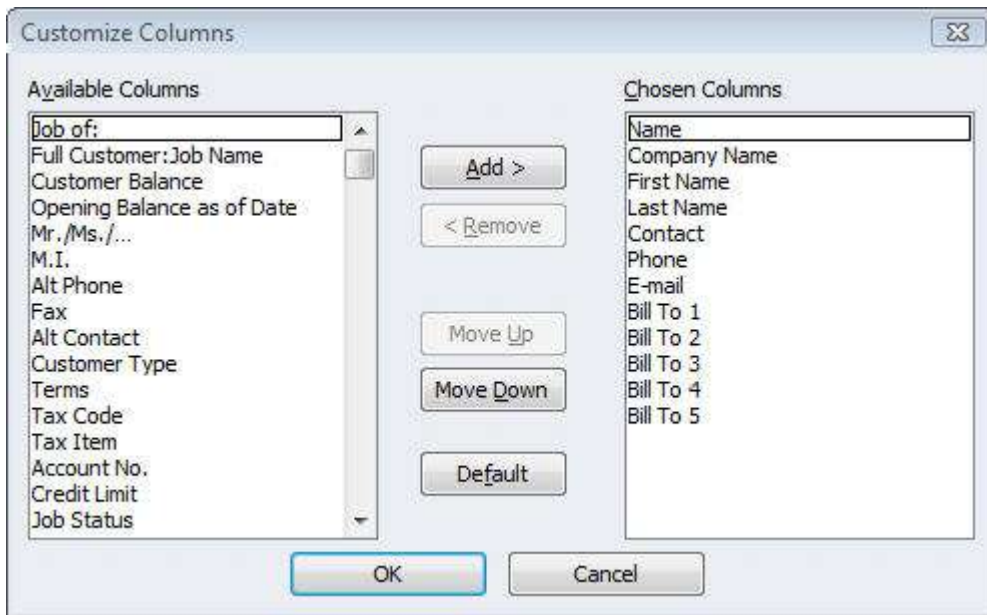 Customize Columns
Available Columns
Job of:
Full Customer:Job Name
Customer Balance
Opening Balance as of Date
Mr./Ms./...
M.I.
Alt Phone
Fax
Alt Contact
Customer Type
Terms
Tax Code
Tax Item
Account No.
Credit Limit
Job Status
Add >
< Remove
Move Up
Move Down
Default
Chosen Columns
Name
Company Name
First Name
Last Name
Contact
Phone
E-mail
Bill To 1
Bill To 2
Bill To 3
Bill To 4
Bill To 5
OK
Cancel